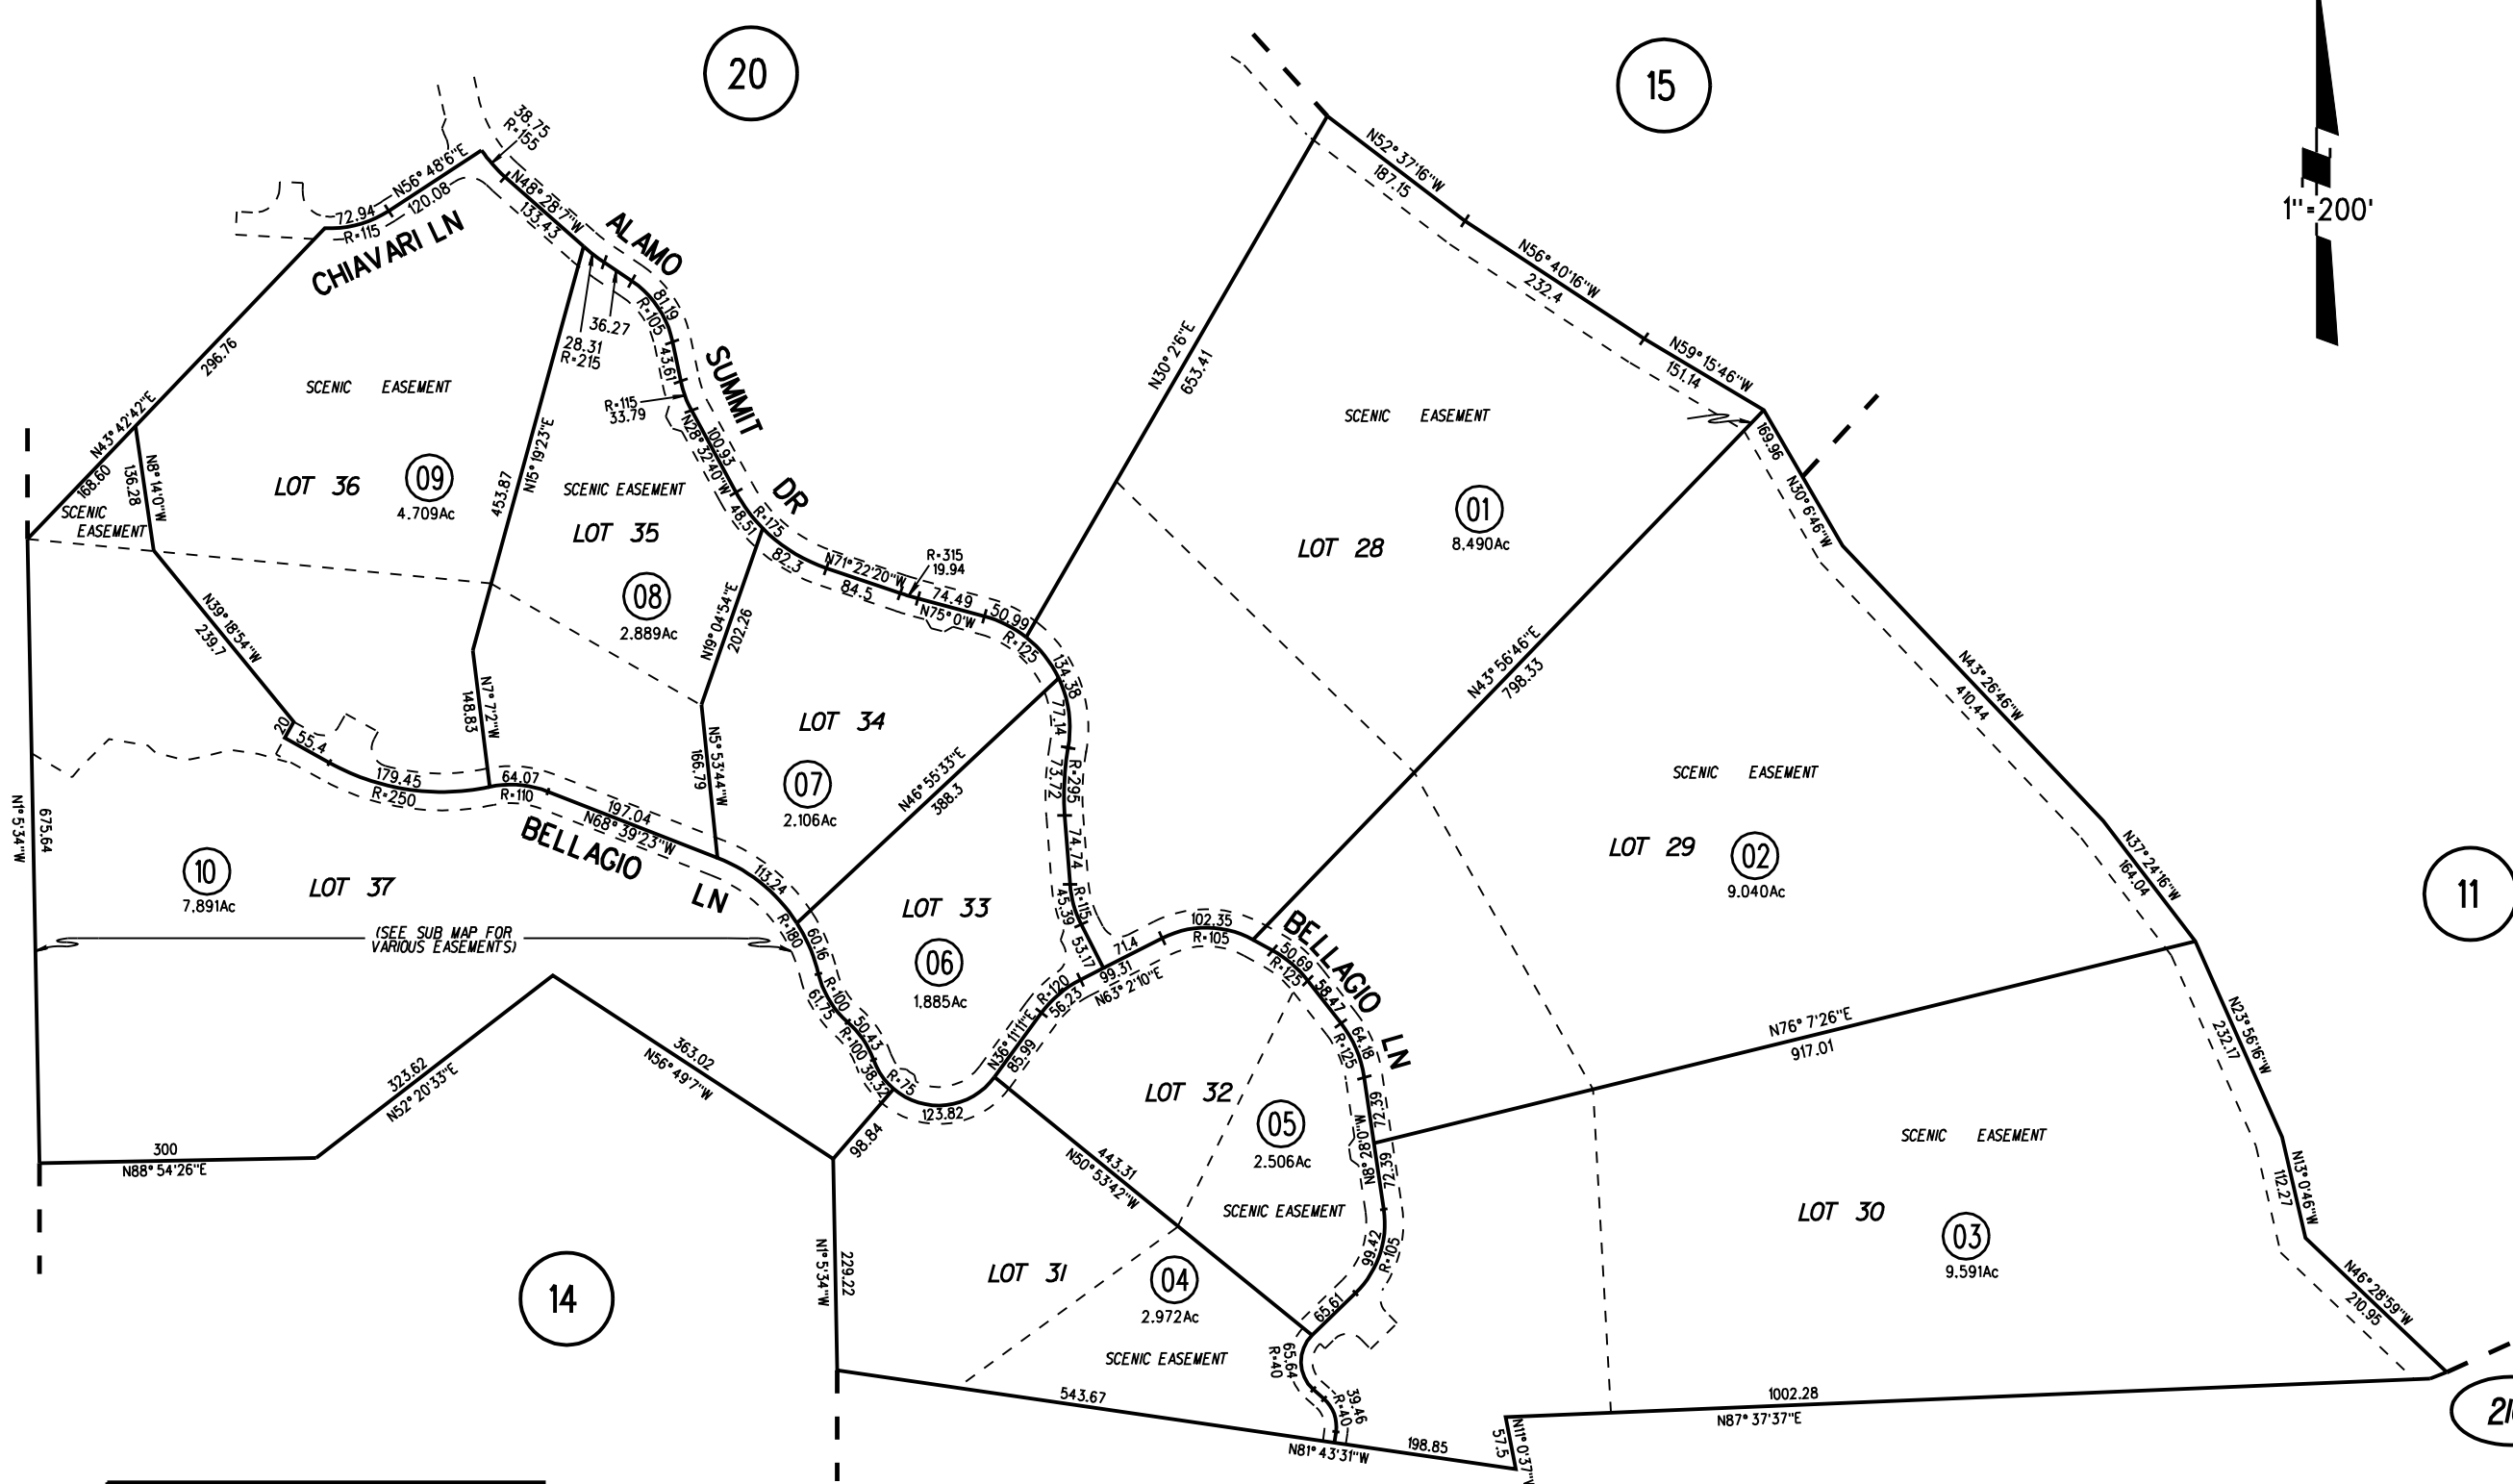 20
15
1"=200'
38.75
R=155
N56° 48'6"E
120.08
72.94
R=115
CHIAVARI LN
N48° 28'7"W
133.43
ALAMO
SUMMIT
DR
81.19
R=105
36.27
28.31
R=215
43.61
R=115
33.79
N28° 32'40"W
100.93
48.51
R=175
82.3
N71° 22'20"W
84.5
R=315
19.94
74.49
N75° 0'W
50.99
R=125
134.38
77.14
R=295
73.72
74.74
R=115
45.39
53.17
N52° 37'16"W
187.15
N56° 40'16"W
232.4
N59° 15'46"W
151.14
169.96
N30° 6'46"W
N43° 26'46"W
410.44
N37° 24'16"W
164.04
N23° 56'16"W
232.17
N13° 0'46"W
112.27
N46° 28'59"W
210.95
N30° 2'6"E
653.41
SCENIC EASEMENT
01
LOT 28
8.490Ac
N43° 56'46"E
798.33
SCENIC EASEMENT
LOT 29
02
9.040Ac
11
N76° 7'26"E
917.01
SCENIC EASEMENT
LOT 30
03
9.591Ac
1002.28
N87° 37'37"E
296.76
N43° 42'42"E
168.60
SCENIC EASEMENT
LOT 36
09
4.709Ac
N8° 14'0"W
136.28
SCENIC
EASEMENT
N15° 19'23"E
453.87
SCENIC EASEMENT
LOT 35
08
2.889Ac
N19° 04'54"E
202.26
N39° 18'54"W
239.7
20
55.4
179.45
R=250
N7° 7'2"W
148.83
64.07
R=110
197.04
N68° 39'23"W
BELLAGIO
LN
N5° 53'44"W
166.79
LOT 34
07
2.106Ac
N46° 55'33"E
388.3
113.24
R=180
60.16
R=100
61.75
50.43
R=100
38.32
R=75
123.82
LOT 33
06
1.885Ac
N1° 5'34"W
675.64
10
7.891Ac
LOT 37
(SEE SUB MAP FOR
VARIOUS EASEMENTS)
300
N88° 54'26"E
323.62
N52° 20'33"E
363.02
N56° 49'7"W
98.84
N36° 11'11"E
85.99
R=120
56.23
71.4
99.31
N63° 2'10"E
102.35
R=105
50.69
R=125
58.47
BELLAGIO
LN
64.18
R=125
72.39
N8° 28'0"W
72.39
99.42
R=105
65.61
65.64
R=40
39.46
R=40
LOT 32
05
2.506Ac
SCENIC EASEMENT
443.31
N50° 53'42"W
LOT 31
04
2.972Ac
SCENIC EASEMENT
14
N1° 5'34"W
229.22
543.67
N81° 43'31"W
198.85
57.5
N11° 0'37"